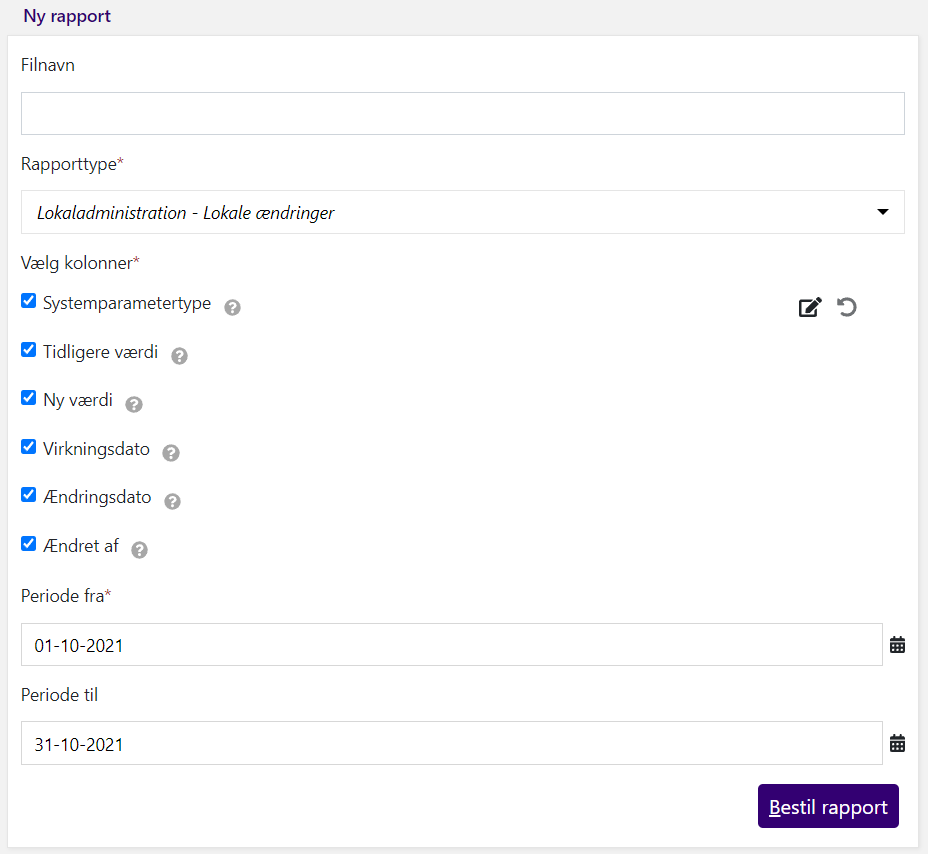 Ny rapport
Filnavn
Rapporttype*
Lokaladministration - Lokale ændringer
Vælg kolonner*
Systemparametertype
Tidligere værdi
Ny værdi
Virkningsdato
Ændringsdato
Ændret af
Periode fra*
01-10-2021
Periode til
31-10-2021
Bestil rapport